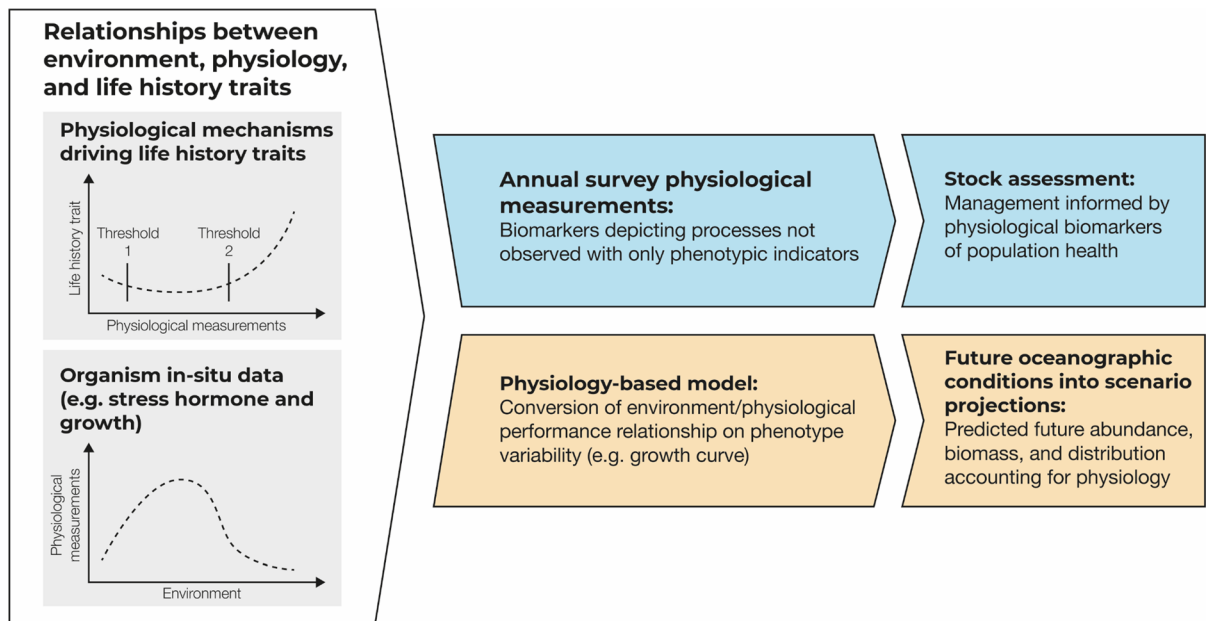 Relationships between
environment, physiology,
and life history traits
Physiological mechanisms
driving life history traits
Life history trait
Threshold
1
Threshold
2
Physiological measurements
Organism in-situ data
(e.g. stress hormone and
growth)
Physiological
measurements
Environment
Annual survey physiological
measurements:
Biomarkers depicting processes not
observed with only phenotypic indicators
Stock assessment:
Management informed by
physiological biomarkers
of population health
Physiology-based model:
Conversion of environment/physiological
performance relationship on phenotype
variability (e.g. growth curve)
Future oceanographic
conditions into scenario
projections:
Predicted future abundance,
biomass, and distribution
accounting for physiology